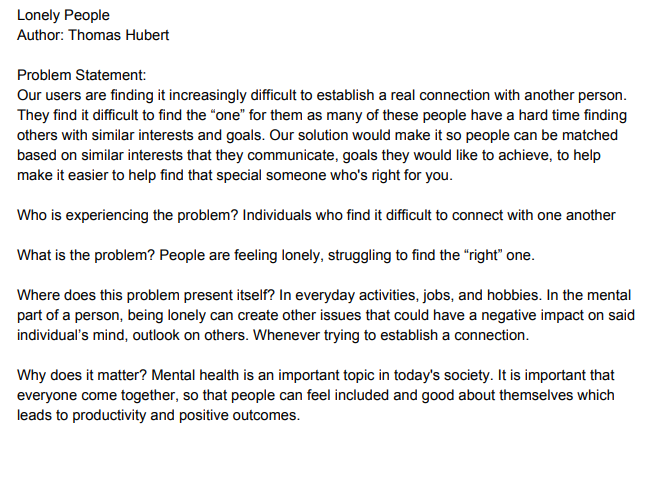 Lonely People
Author: Thomas Hubert
Problem Statement:
Our users are finding it increasingly difficult to establish a real connection with another person.
They find it difficult to find the “one” for them as many of these people have a hard time finding
others with similar interests and goals. Our solution would make it so people can be matched
based on similar interests that they communicate, goals they would like to achieve, to help
make it easier to help find that special someone who's right for you.
Who is experiencing the problem? Individuals who find it difficult to connect with one another
What is the problem? People are feeling lonely, struggling to find the “right” one.
Where does this problem present itself? In everyday activities, jobs, and hobbies. In the mental
part of a person, being lonely can create other issues that could have a negative impact on said
individual’s mind, outlook on others. Whenever trying to establish a connection.
Why does it matter? Mental health is an important topic in today's society. It is important that
everyone come together, so that people can feel included and good about themselves which
leads to productivity and positive outcomes.